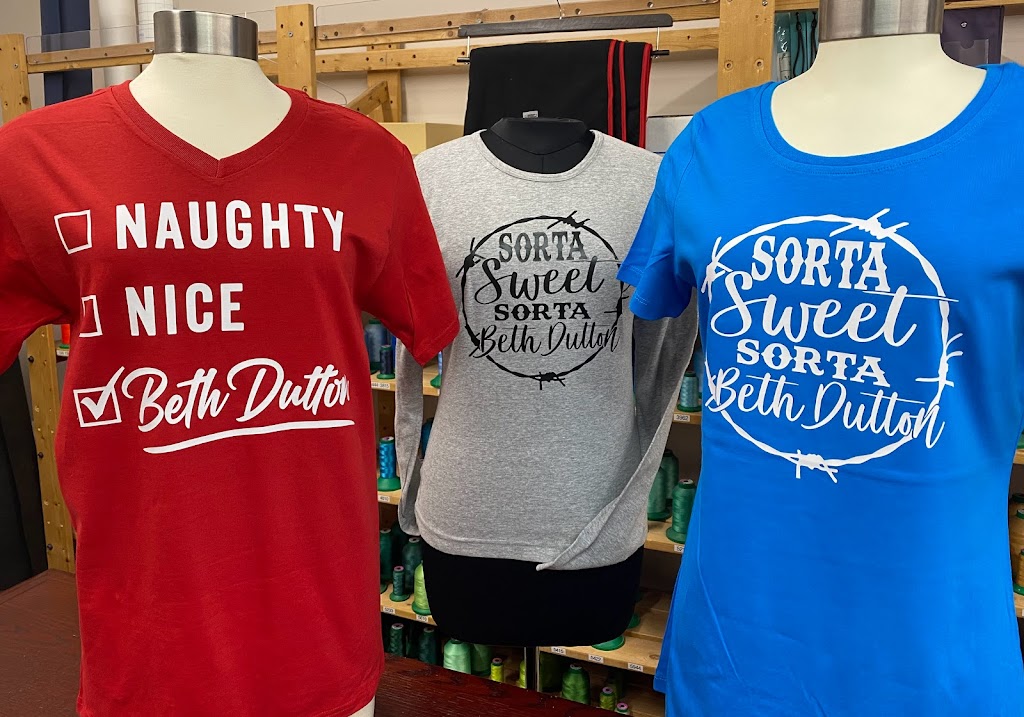 NAUGHTY
NICE
Beth Dutton
SORTA
Sweet
SORTA
Beth Dutton
SORTA
Sweet
SORTA
Beth Dutton